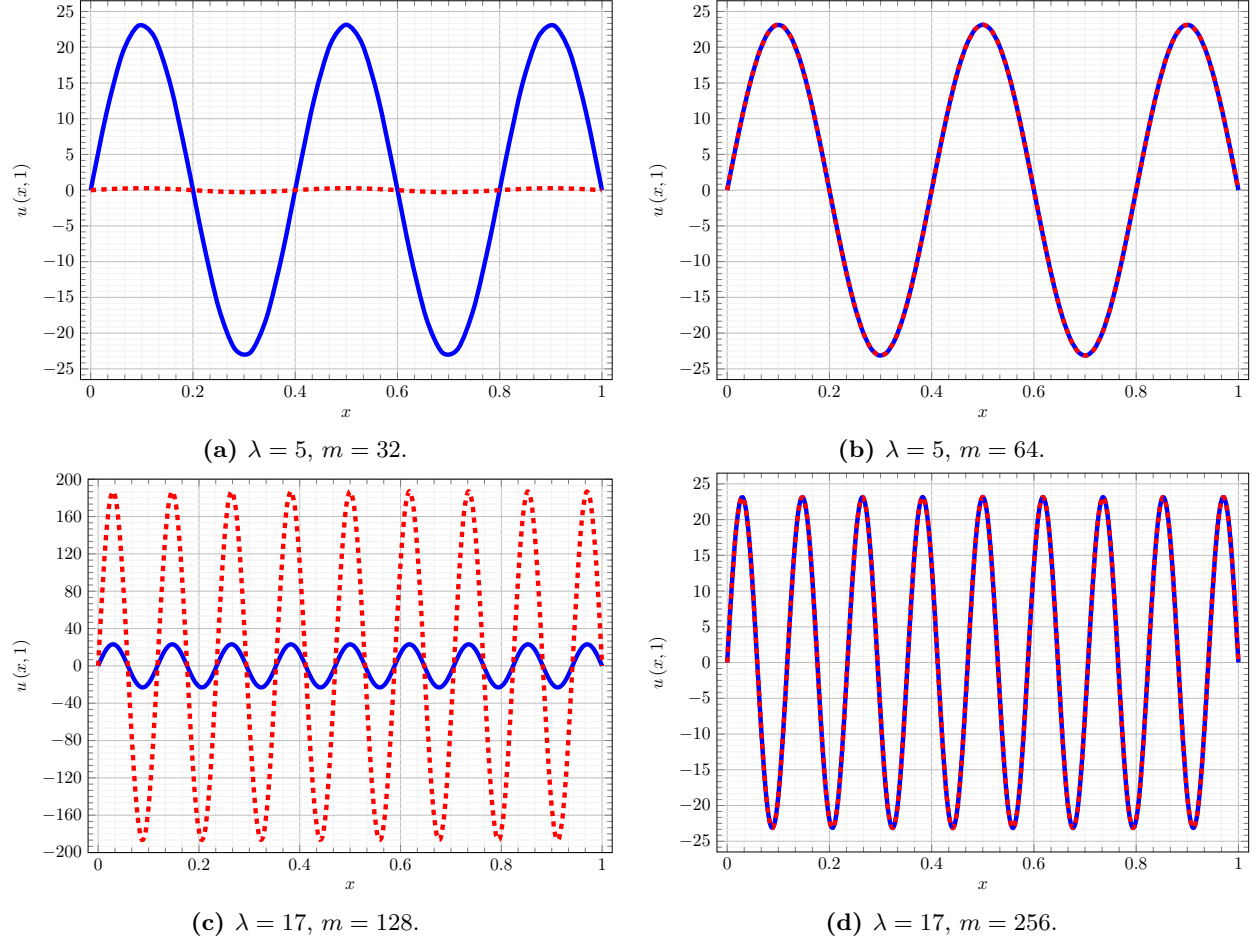 25
20
15
10
5
0
−5
−10
−15
−20
−25
u (x, 1)
0 0.2 0.4 0.6 0.8 1
x
(a) λ = 5, m = 32.
25
20
15
10
5
0
−5
−10
−15
−20
−25
u (x, 1)
0 0.2 0.4 0.6 0.8 1
x
(b) λ = 5, m = 64.
200
160
120
80
40
0
−40
−80
−120
−160
−200
u (x, 1)
0 0.2 0.4 0.6 0.8 1
x
(c) λ = 17, m = 128.
25
20
15
10
5
0
−5
−10
−15
−20
−25
u (x, 1)
0 0.2 0.4 0.6 0.8 1
x
(d) λ = 17, m = 256.